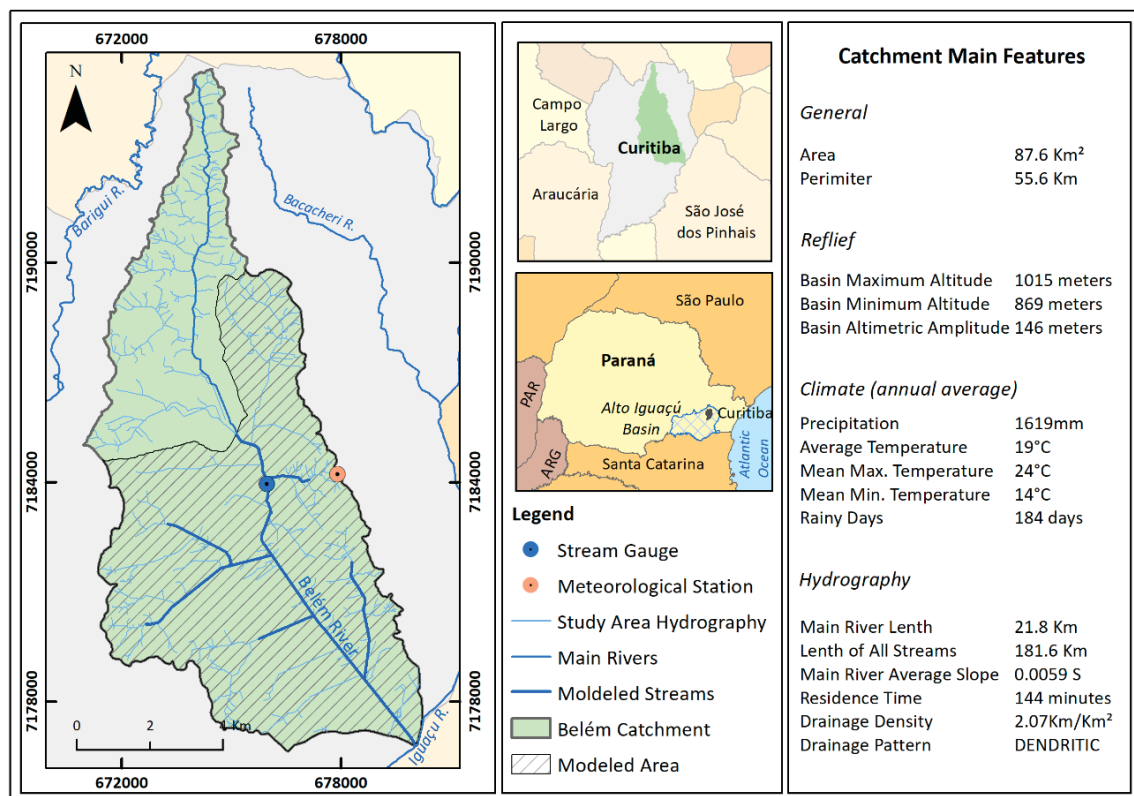 672000
678000
N
Barigui R.
Bacacheri R.
7190000
7190000
7184000
7184000
Belém River
7178000
7178000
0
2
4 Km
Iguaçu R.
672000
678000
Campo
Largo
Curitiba
Araucária
São José
dos Pinhais
São Paulo
Paraná
PAR
Alto Iguaçú
Basin
Curitiba
ARG
Santa Catarina
Atlantic
Ocean
Legend
Stream Gauge
Meteorological Station
Study Area Hydrography
Main Rivers
Moldeled Streams
Belém Catchment
Modeled Area
Catchment Main Features
General
Area 87.6 Km²
Perimiter 55.6 Km
Reflief
Basin Maximum Altitude 1015 meters
Basin Minimum Altitude 869 meters
Basin Altimetric Amplitude 146 meters
Climate (annual average)
Precipitation 1619mm
Average Temperature 19°C
Mean Max. Temperature 24°C
Mean Min. Temperature 14°C
Rainy Days 184 days
Hydrography
Main River Lenth 21.8 Km
Lenth of All Streams 181.6 Km
Main River Average Slope 0.0059 S
Residence Time 144 minutes
Drainage Density 2.07Km/Km²
Drainage Pattern DENDRITIC